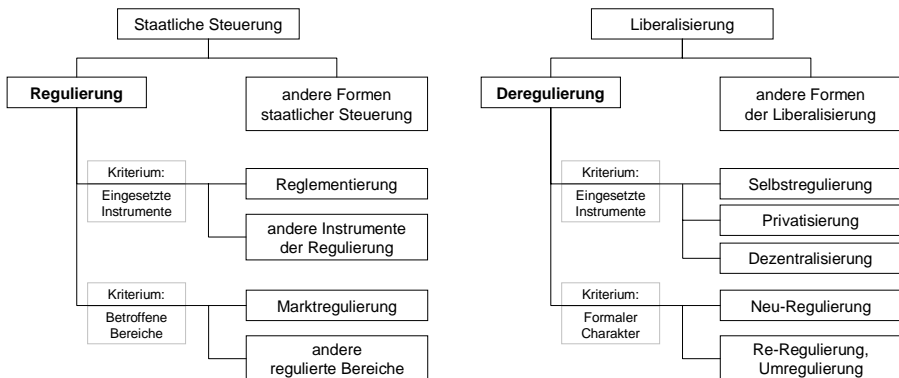 Staatliche Steuerung
Regulierung
andere Formen
staatlicher Steuerung
Kriterium:
Eingesetzte
Instrumente
Reglementierung
andere Instrumente
der Regulierung
Kriterium:
Betroffene
Bereiche
Marktregulierung
andere
regulierte Bereiche
Liberalisierung
Deregulierung
andere Formen
der Liberalisierung
Kriterium:
Eingesetzte
Instrumente
Selbstregulierung
Privatisierung
Dezentralisierung
Kriterium:
Formaler
Charakter
Neu-Regulierung
Re-Regulierung,
Umregulierung